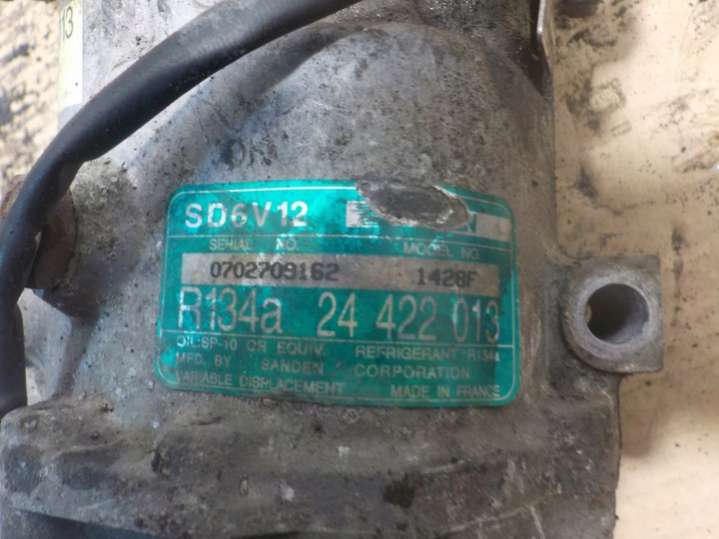 13
SD6V12
SERIAL NO. MODEL NO.
0702709162 1428F
R134a 24 422 013
OIL:SP-10 OR EQUIV. REFRIGERANT R134a
MFD. BY SANDEN CORPORATION
VARIABLE DISPLACEMENT MADE IN FRANCE